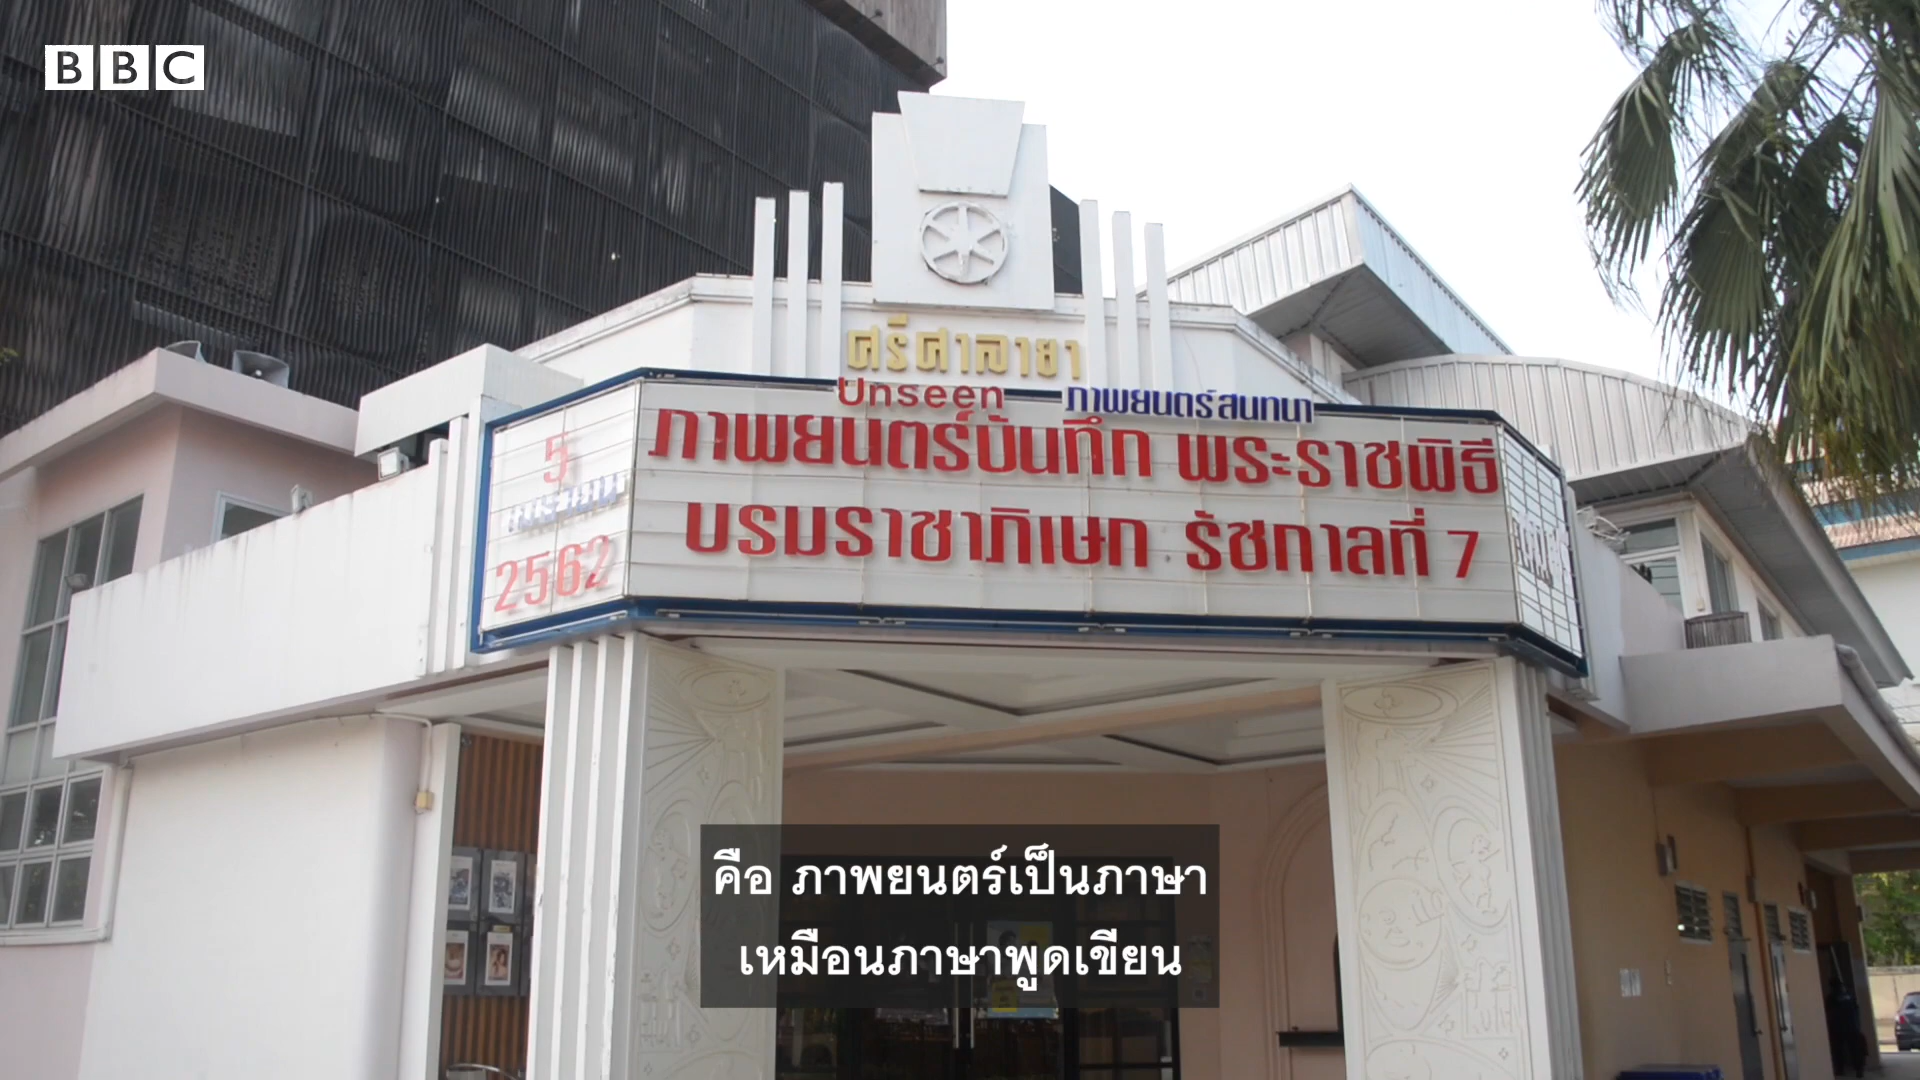 BBC
ศรีศาลายา
Unseen ภาพยนตร์สนทนา
ภาพยนตร์บันทึก พระราชพิธี
บรมราชาภิเษก รัชกาลที่ 7
5
2562
คือ ภาพยนตร์เป็นภาษา
เหมือนภาษาพูดเขียน